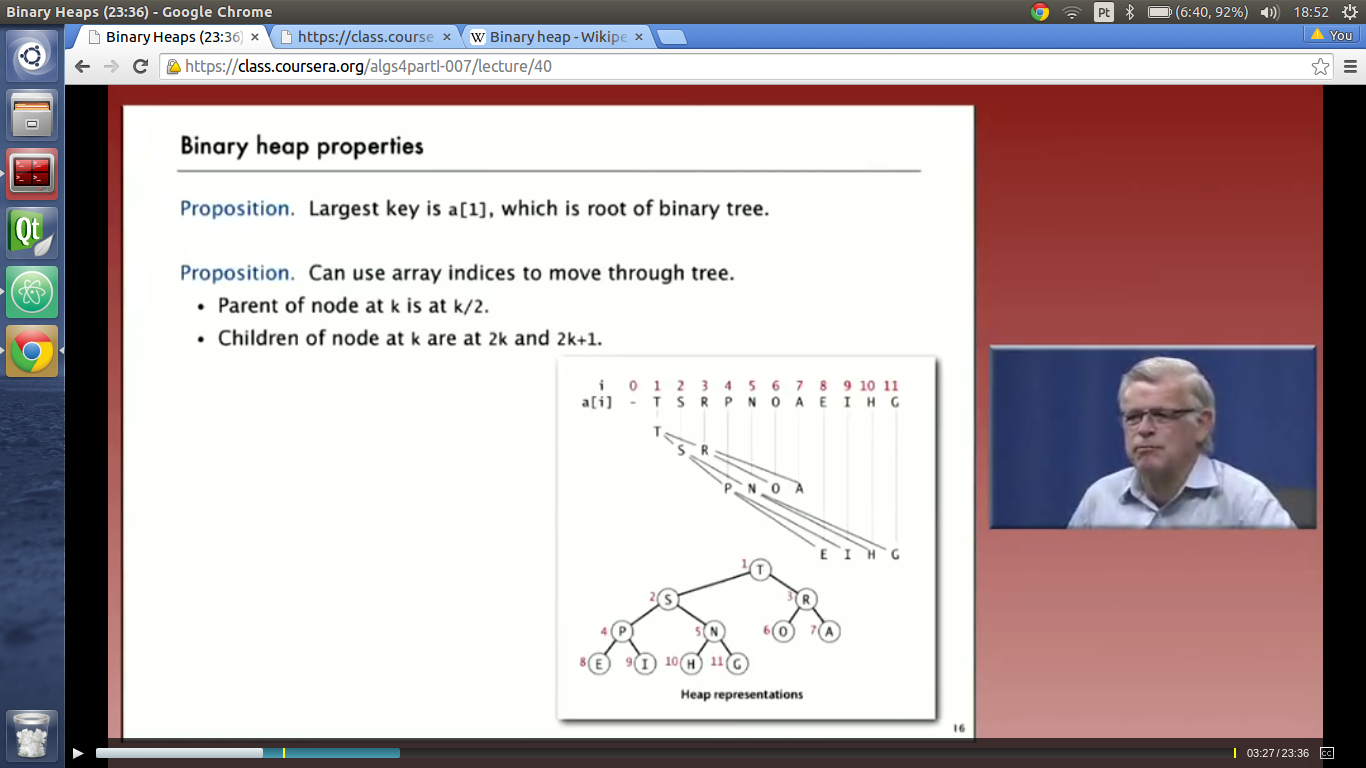 Binary Heaps (23:36) - Google Chrome
Pt
(6:40, 92%)
18:52
Binary Heaps (23:36)
https://class.course
Binary heap - Wikipe
You
https://class.coursera.org/algs4partI-007/lecture/40
Qt
Binary heap properties
Proposition. Largest key is a[1], which is root of binary tree.
Proposition. Can use array indices to move through tree.
• Parent of node at k is at k/2.
• Children of node at k are at 2k and 2k+1.
i 0 1 2 3 4 5 6 7 8 9 10 11
a[i] - T S R P N O A E I H G
T
S R
P N O A
E I H G
1 T
2 S 3 R
4 P 5 N 6 O 7 A
8 E 9 I 10 H 11 G
Heap representations
16
03:27 / 23:36 CC